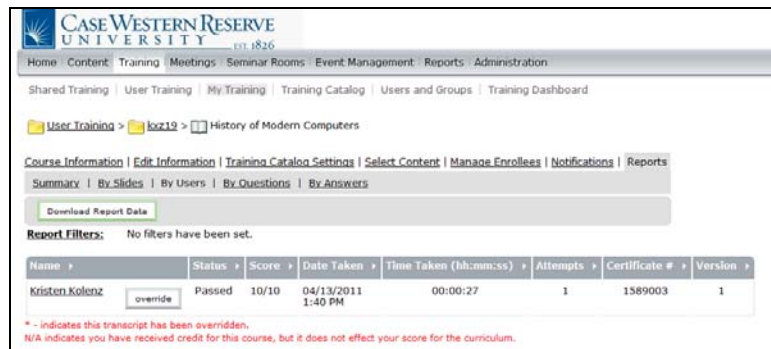 CASE WESTERN RESERVE
UNIVERSITY EST. 1826
Home Content Training Meetings Seminar Rooms Event Management Reports Administration
Shared Training | User Training | My Training | Training Catalog | Users and Groups | Training Dashboard
User Training > kxz19 > History of Modern Computers
Course Information | Edit Information | Training Catalog Settings | Select Content | Manage Enrollees | Notifications | Reports
Summary | By Slides | By Users | By Questions | By Answers
Download Report Data
Report Filters: No filters have been set.
Name Status Score Date Taken Time Taken (hh:mm:ss) Attempts Certificate # Version
Kristen Kolenz override Passed 10/10 04/13/2011 00:00:27 1 1589003 1
1:40 PM
* - indicates this transcript has been overridden.
N/A indicates you have received credit for this course, but it does not effect your score for the curriculum.